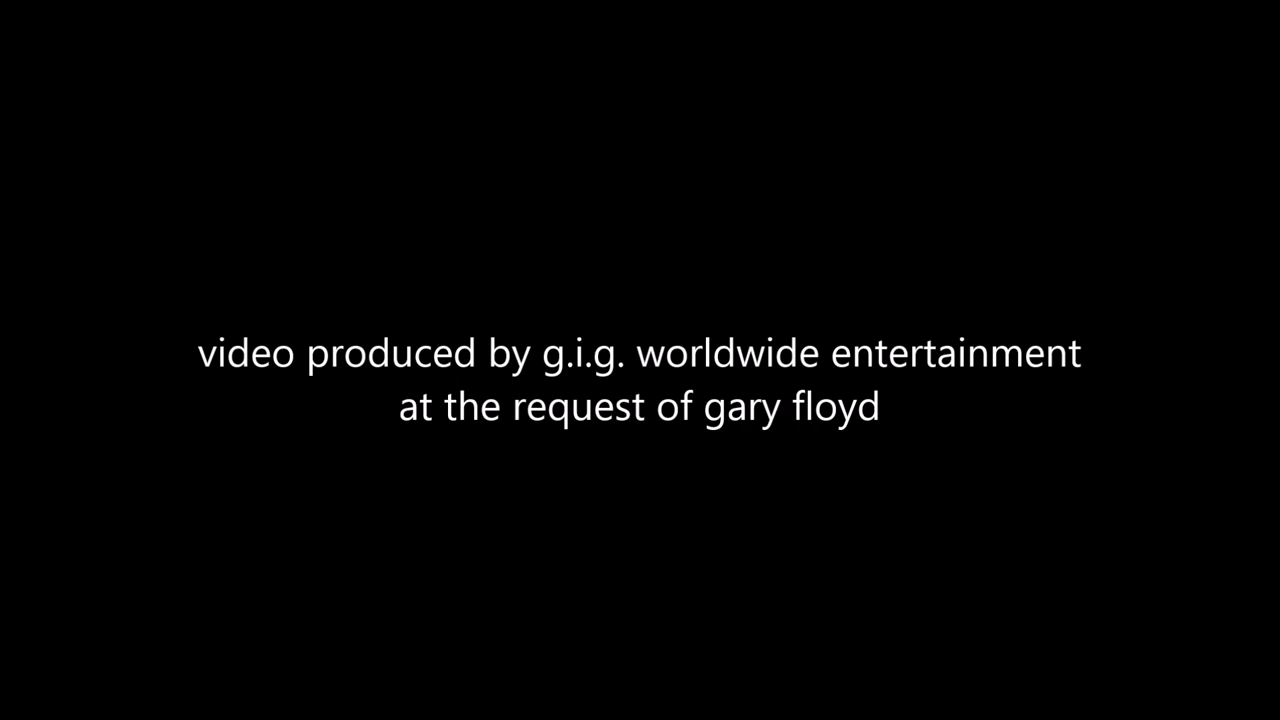 video produced by g.i.g. worldwide entertainment
at the request of gary floyd